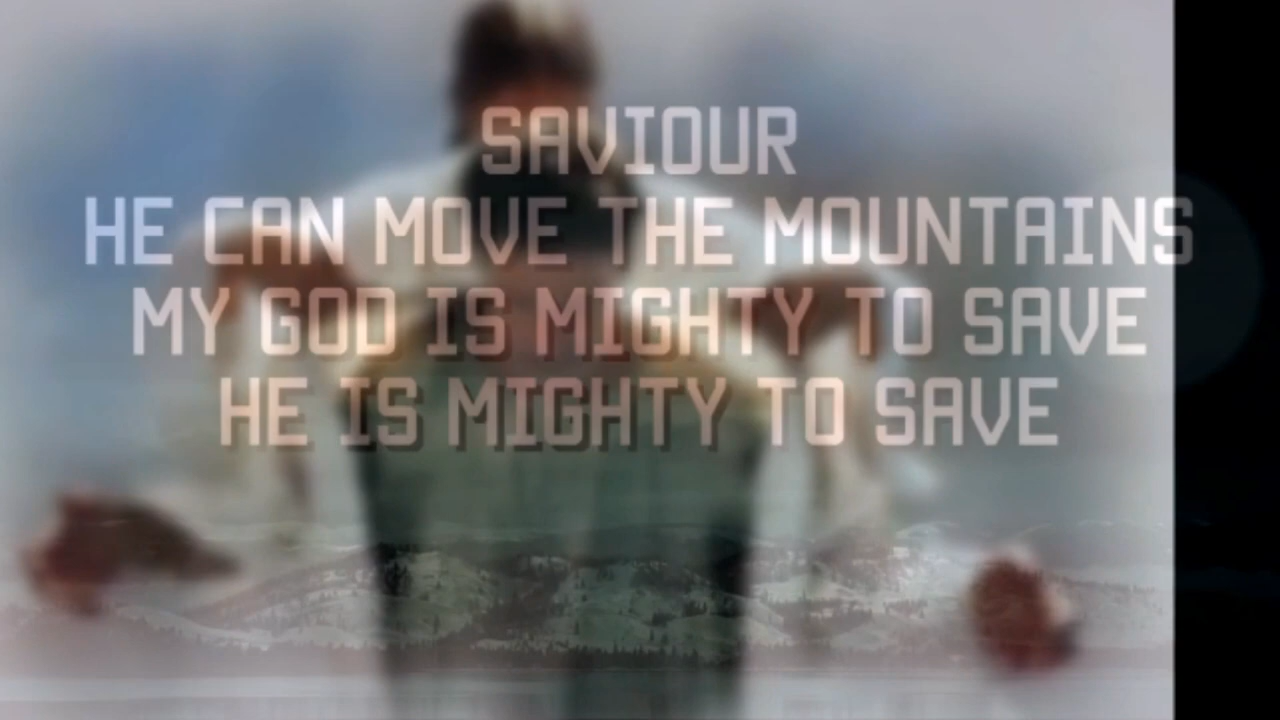 SAVIOUR
HE CAN MOVE THE MOUNTAINS
MY GOD IS MIGHTY TO SAVE
HE IS MIGHTY TO SAVE